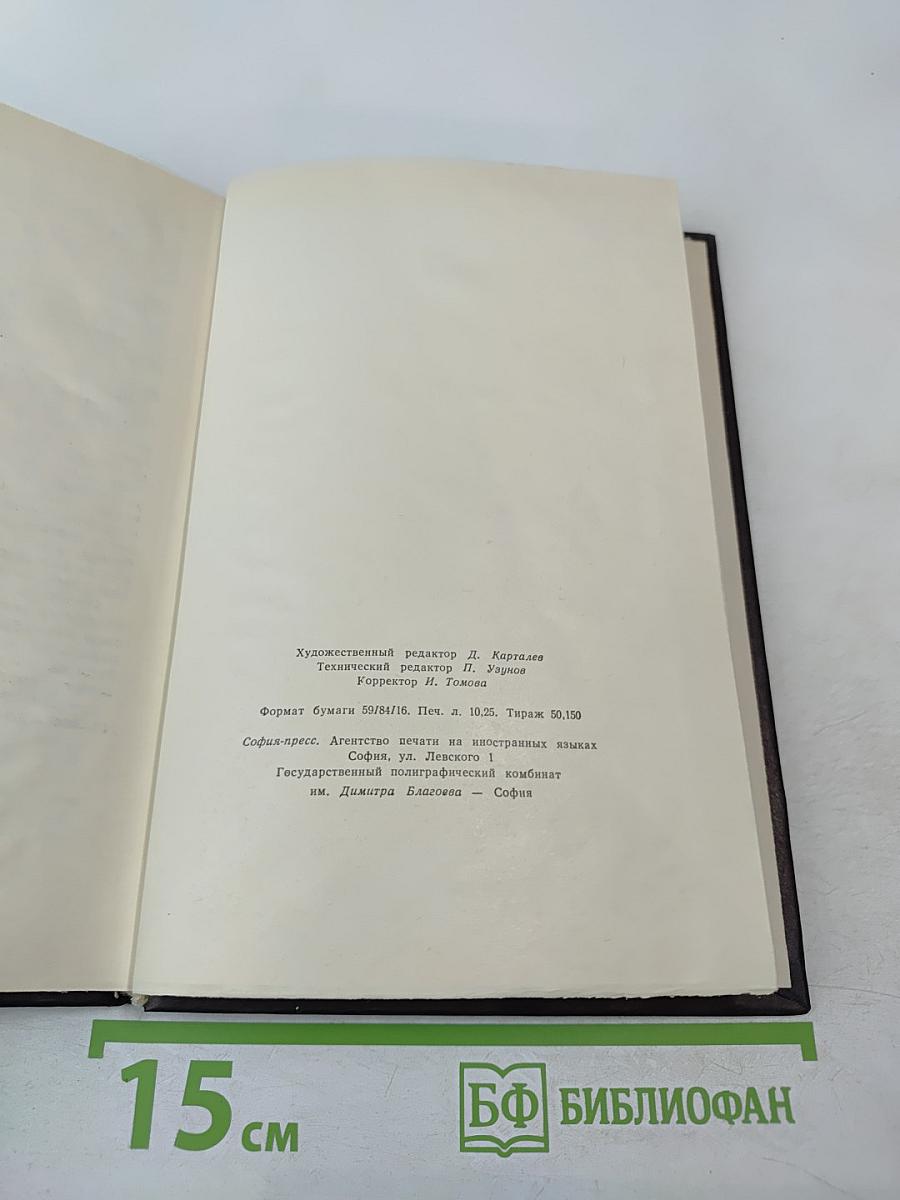 Художественный редактор Д. Карталев
Технический редактор П. Узунов
Корректор И. Томова
Формат бумаги 59/84/16. Печ. л. 10,25. Тираж 50,150
София-пресс. Агентство печати на иностранных языках
София, ул. Левского 1
Государственный полиграфический комбинат
им. Димитра Благоева — София
15 см
БФ БИБЛИОФАН